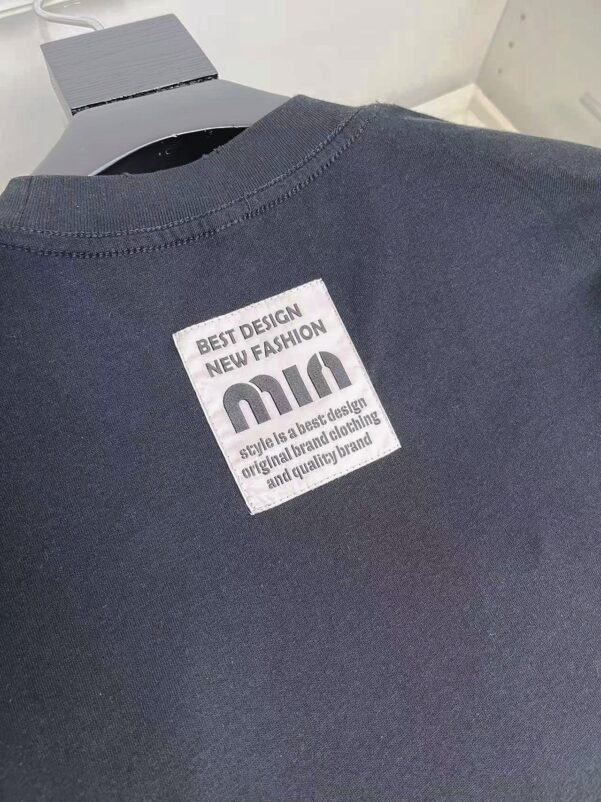 BEST DESIGN
NEW FASHION
MIN
style is a best design
original brand clothing
and quality brand